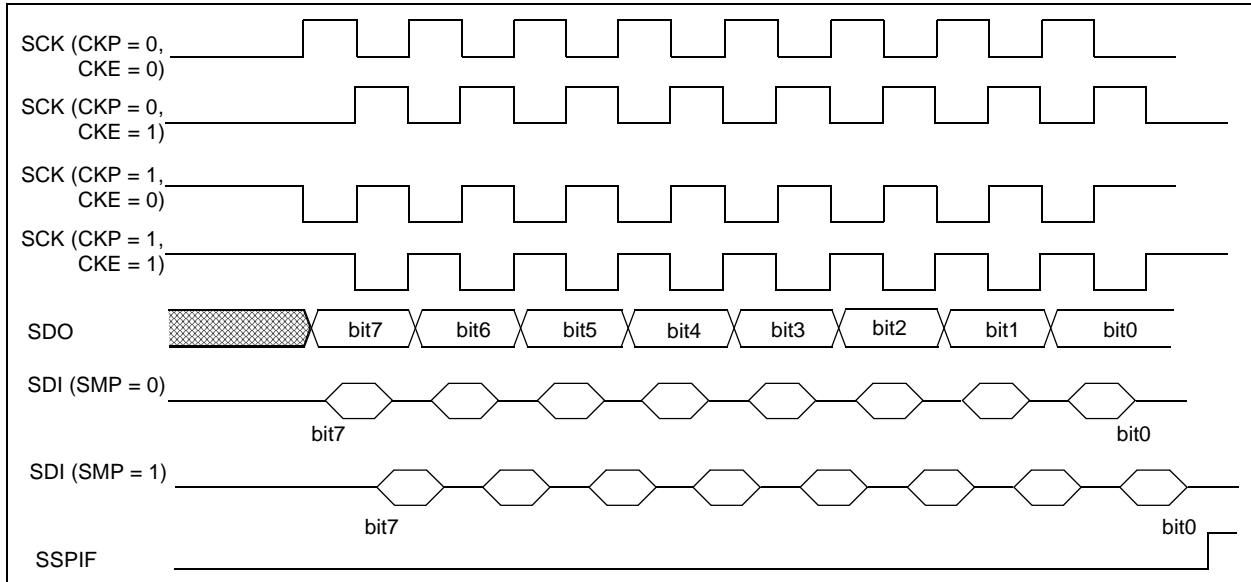 SCK (CKP = 0,
CKE = 0)
SCK (CKP = 0,
CKE = 1)
SCK (CKP = 1,
CKE = 0)
SCK (CKP = 1,
CKE = 1)
SDO bit7 bit6 bit5 bit4 bit3 bit2 bit1 bit0
SDI (SMP = 0)
bit7 bit0
SDI (SMP = 1)
bit7 bit0
SSPIF